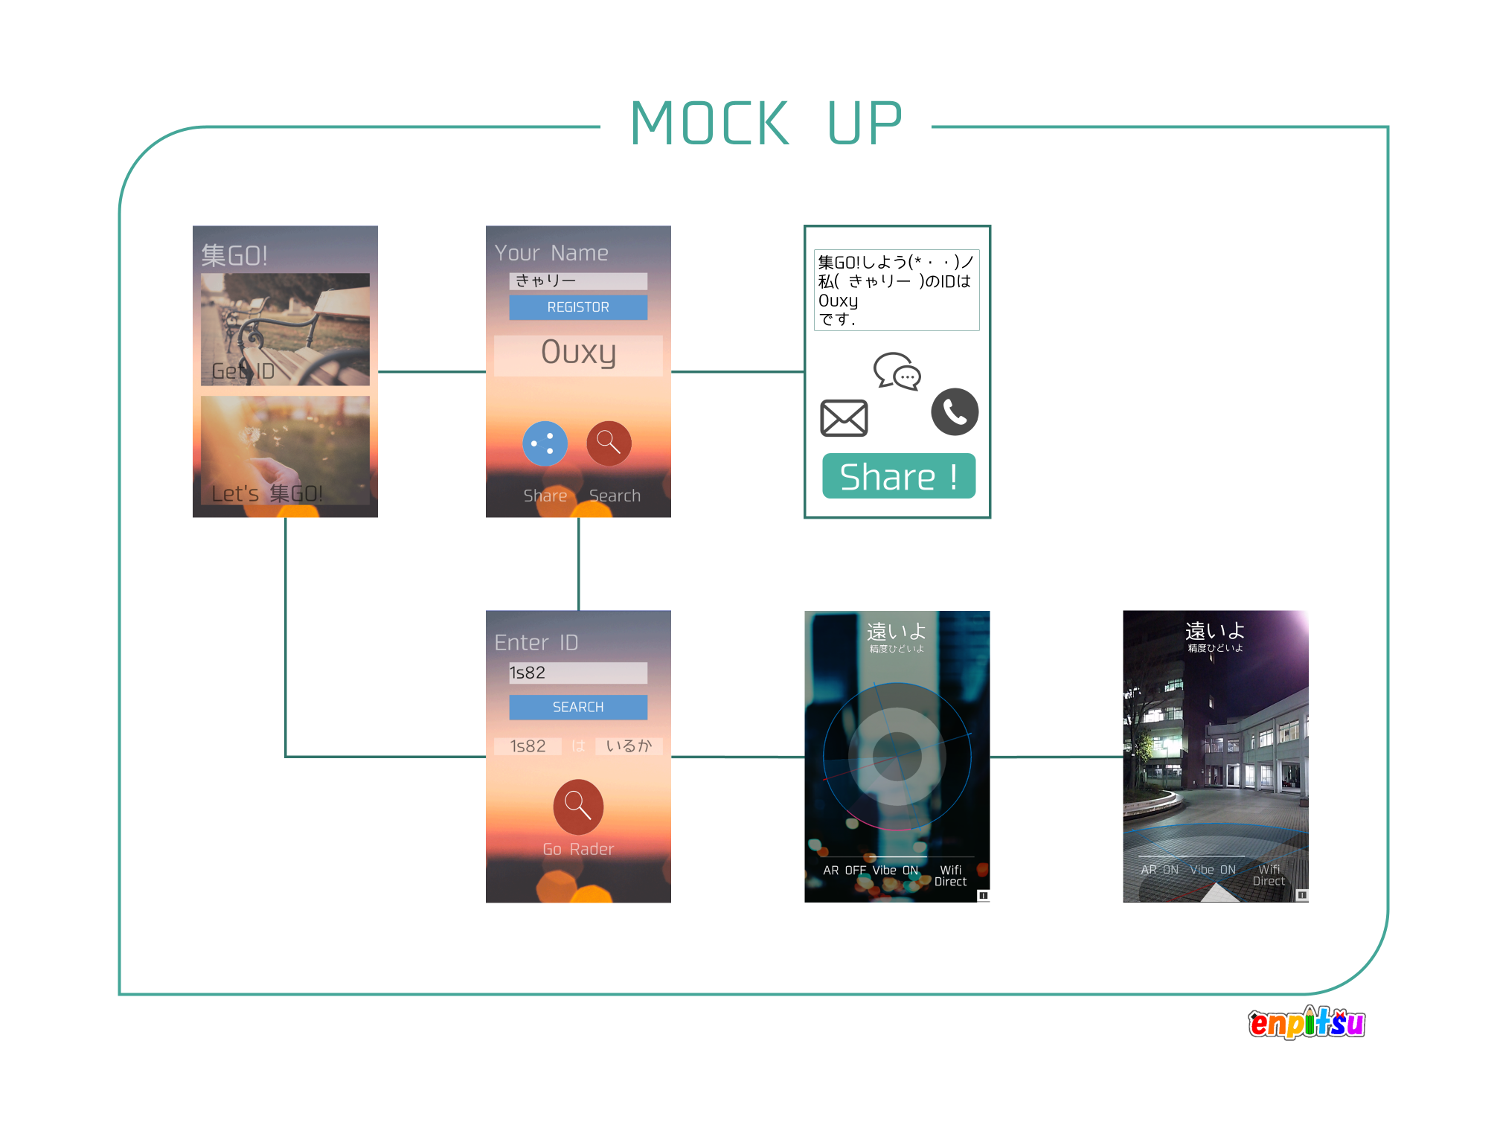 MOCK UP
集GO!
Get ID
Let's 集GO!
Your Name
きゃりー
REGISTOR
0uxy
Share Search
集GO!しよう(*・・)ノ
私( きゃりー )のIDは
0uxy
です.
Share !
Enter ID
1s82
SEARCH
1s82 は いるか
Go Rader
遠いよ
精度ひどいよ
AR OFF Vibe ON Wifi
Direct
遠いよ
精度ひどいよ
AR ON Vibe ON Wifi
Direct
enpitsu